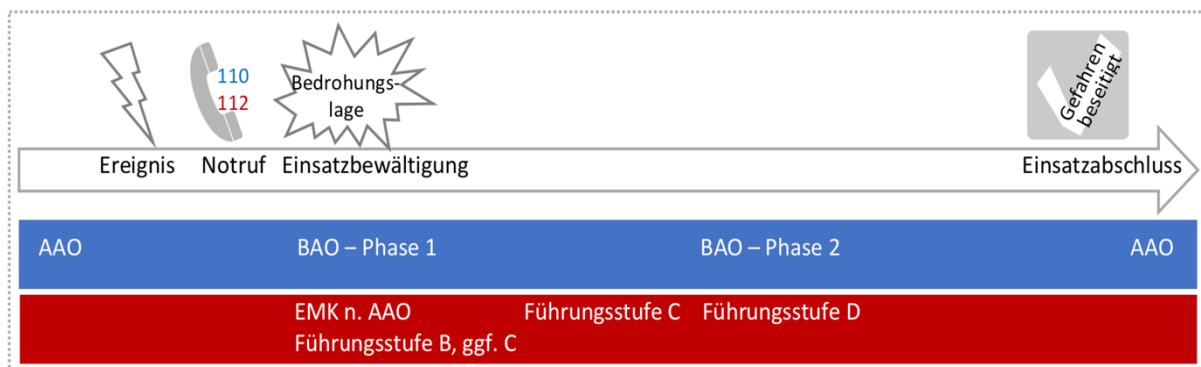 110
112
Bedrohungs-
lage
Gefahren
beseitigt
Ereignis
Notruf
Einsatzbewältigung
Einsatzabschluss
AAO
BAO – Phase 1
BAO – Phase 2
AAO
EMK n. AAO
Führungsstufe B, ggf. C
Führungsstufe C
Führungsstufe D